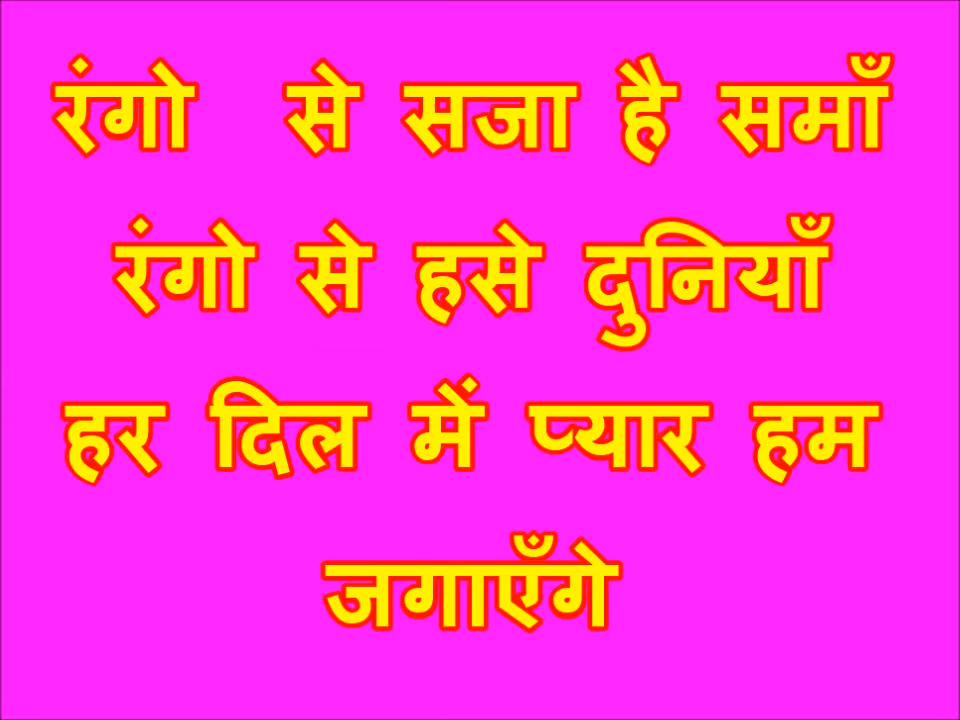 रंगो से सजा है समाँ
रंगो से हसे दुनियाँ
हर दिल में प्यार हम
जगाएँगे